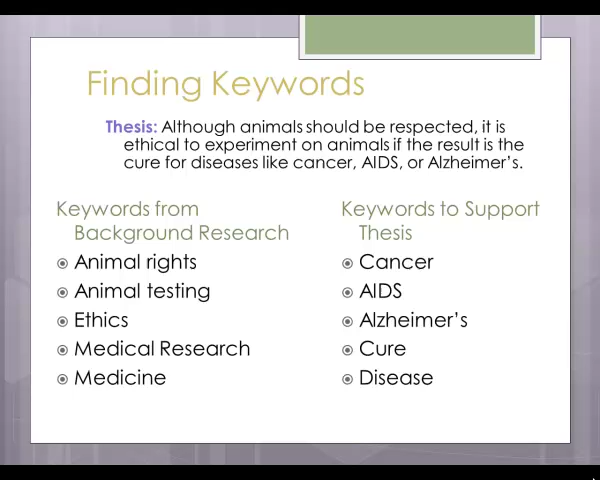 Finding Keywords
Thesis: Although animals should be respected, it is
ethical to experiment on animals if the result is the
cure for diseases like cancer, AIDS, or Alzheimer's.
Keywords from
Background Research
Animal rights
Animal testing
Ethics
Medical Research
Medicine
Keywords to Support
Thesis
Cancer
AIDS
Alzheimer's
Cure
Disease